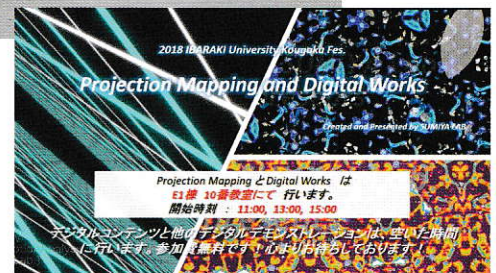 2018 IBARAKI University Kougaku Fes.
Projection Mapping and Digital Works
Created and Presented by SUMIYA LAB.
Projection Mapping とDigital Works は
E1棟 10番教室にて 行います。
開始時刻 : 11:00, 13:00, 15:00
デジタルコンテンツと他のデジタルデモンストレーションは、空いた時間
に行います。参加費無料です！心よりお待ちしております！